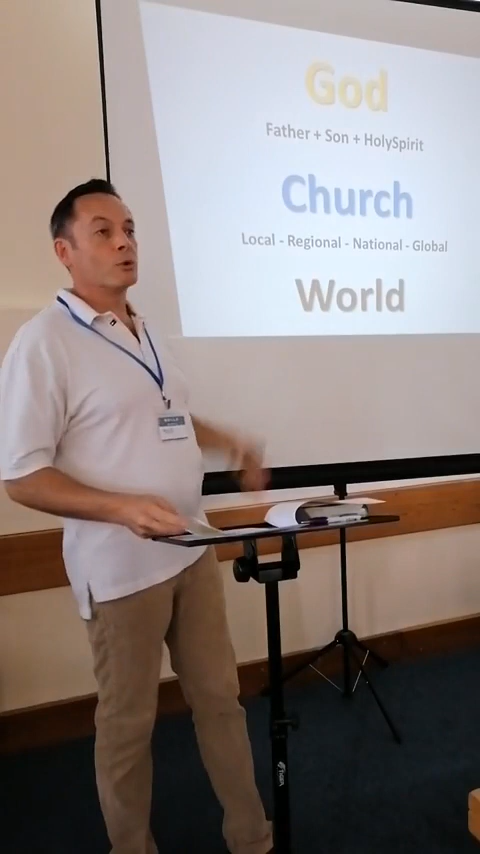 God
Father + Son + HolySpirit
Church
Local - Regional - National - Global
World